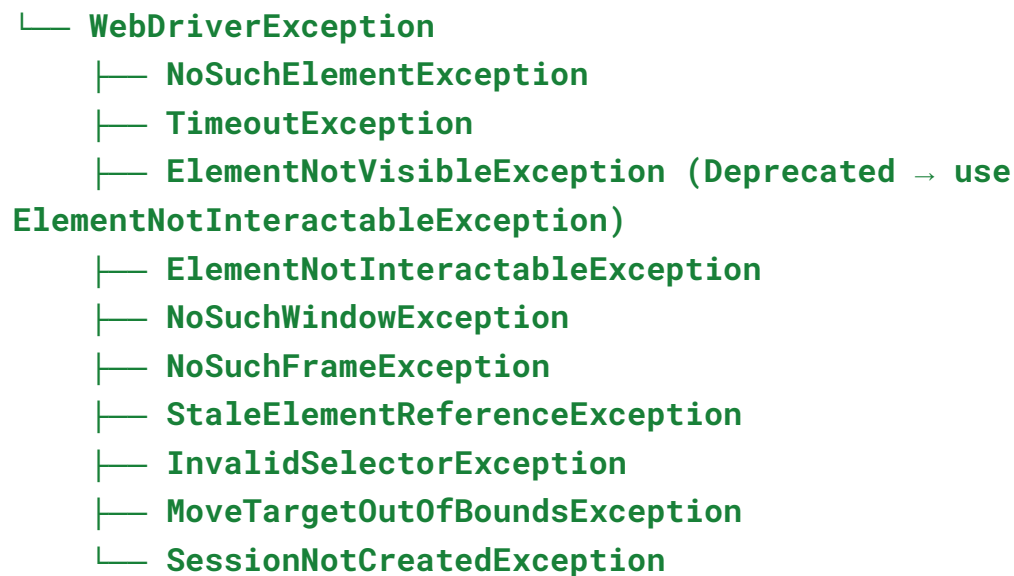 └── WebDriverException
    ├── NoSuchElementException
    ├── TimeoutException
    ├── ElementNotVisibleException (Deprecated → use
ElementNotInteractableException)
    ├── ElementNotInteractableException
    ├── NoSuchWindowException
    ├── NoSuchFrameException
    ├── StaleElementReferenceException
    ├── InvalidSelectorException
    ├── MoveTargetOutOfBoundsException
    └── SessionNotCreatedException